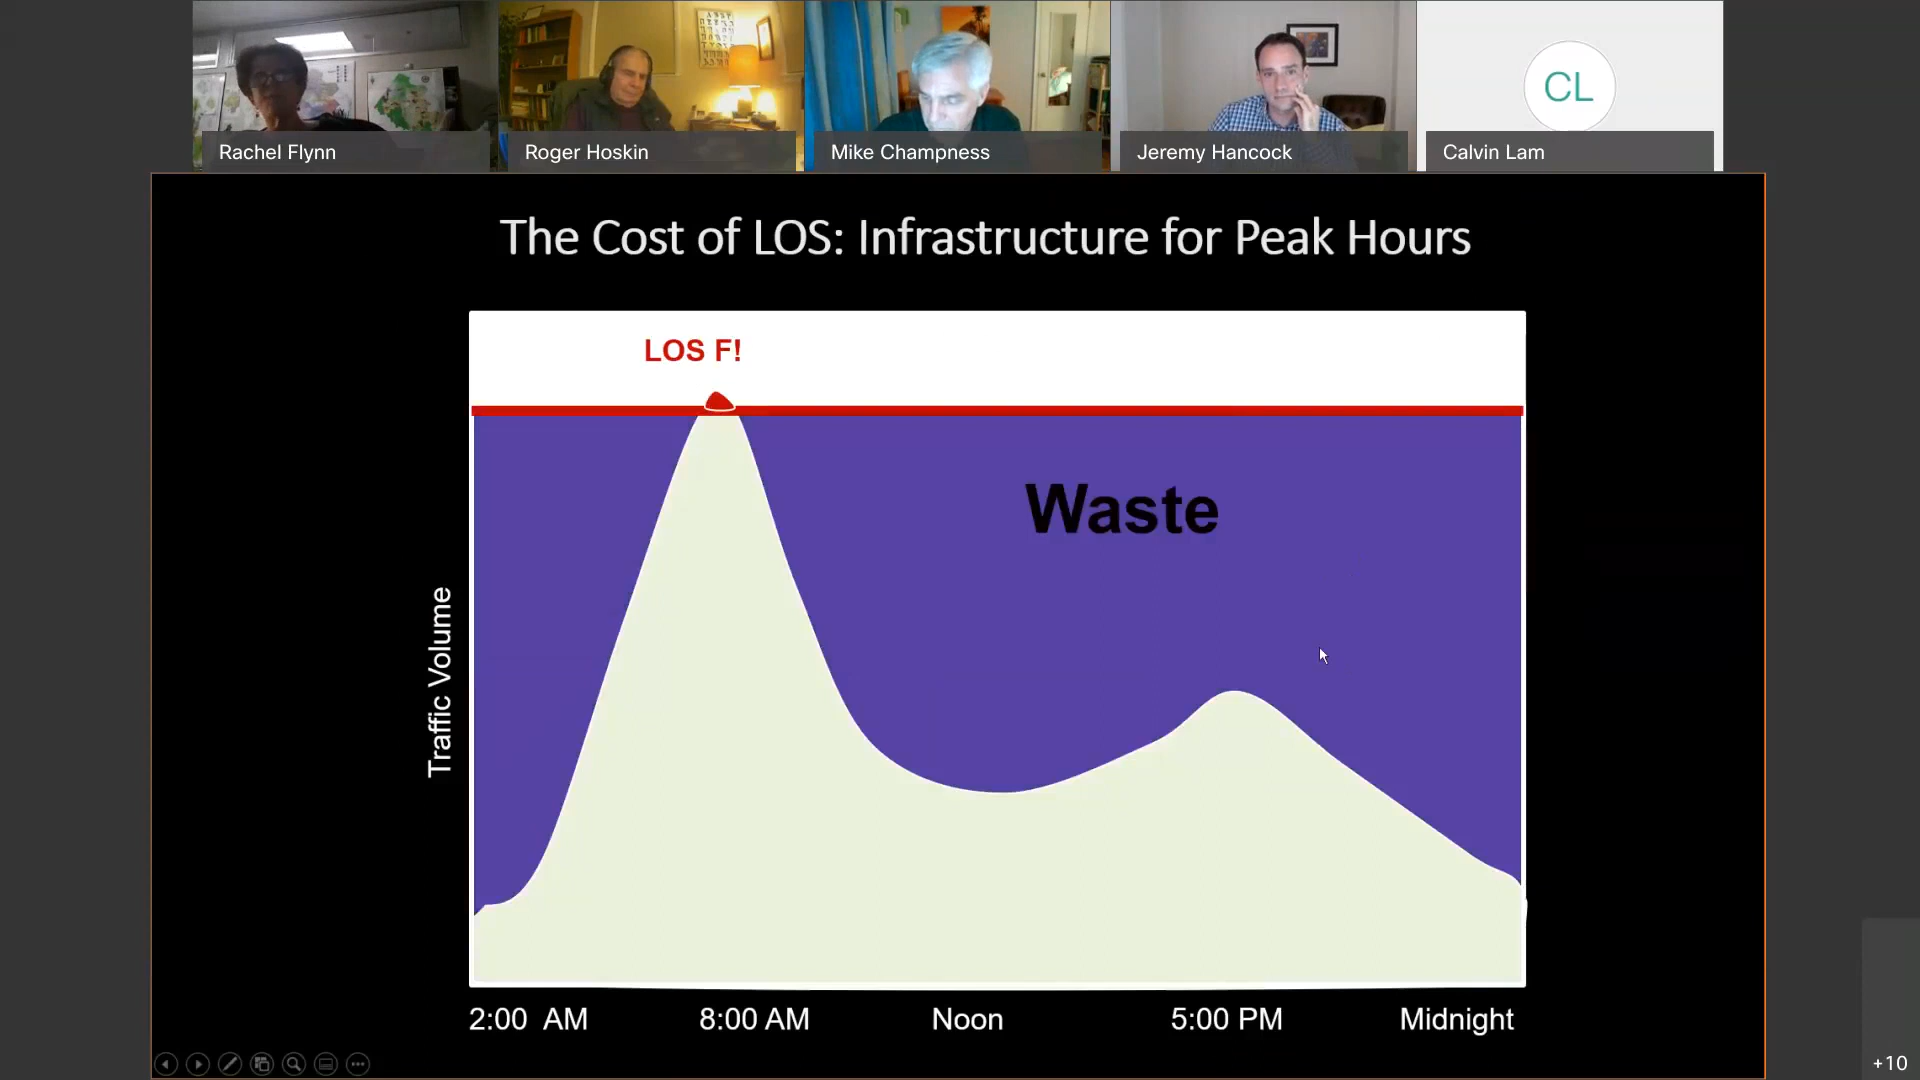 Rachel Flynn
Roger Hoskin
Mike Champness
Jeremy Hancock
CL
Calvin Lam
The Cost of LOS: Infrastructure for Peak Hours
LOS F!
Waste
Traffic Volume
2:00 AM
8:00 AM
Noon
5:00 PM
Midnight
+10